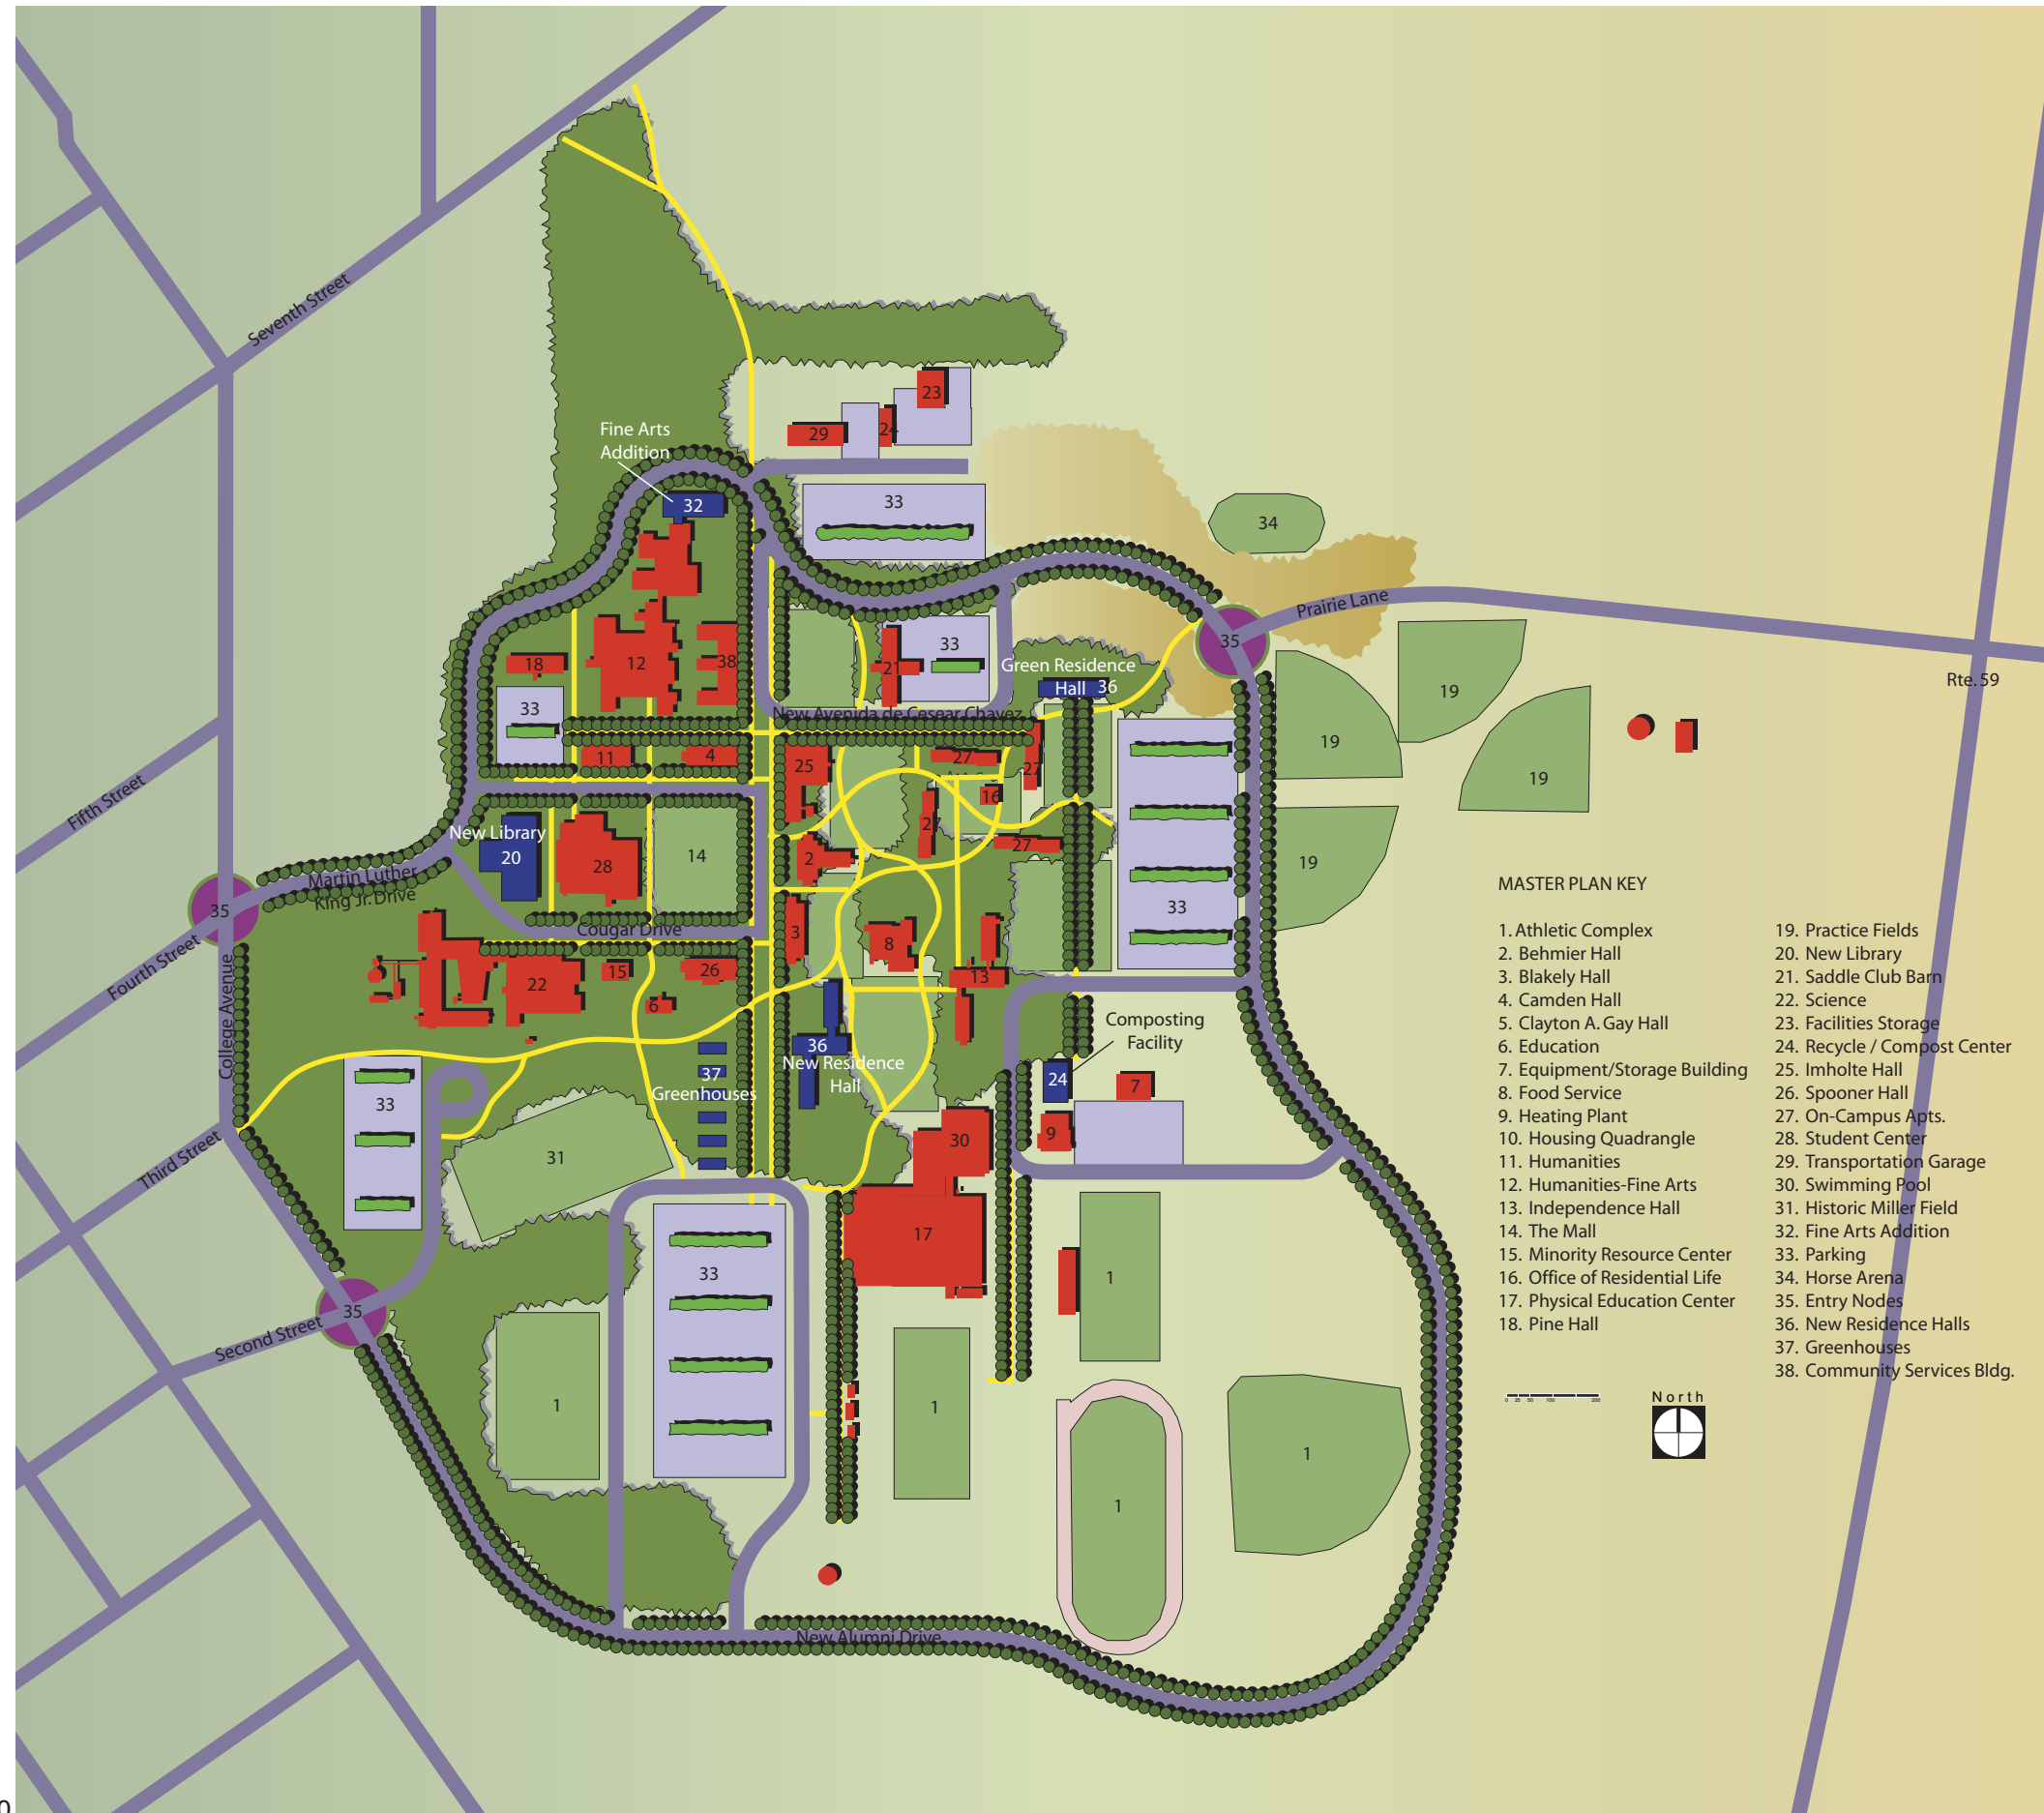 Seventh Street
23
29
24
Fine Arts
Addition
32
33
34
35
Prairie Lane
Rte. 59
18
12
38
21
33
Green Residence
Hall 36
33
New Avenida de Cesear Chavez
19
19
19
19
11
4
25
27
27
16
27
27
Fifth Street
New Library
20
28
14
2
33
Martin Luther
King Jr. Drive
35
Cougar Drive
3
8
Fourth Street
College Avenue
22
15
26
6
13
36
New Residence
Hall
37
Greenhouses
Composting
Facility
24
7
9
30
33
31
Third Street
17
33
1
35
Second Street
1
1
1
1
New Alumni Drive
MASTER PLAN KEY
1. Athletic Complex
2. Behmier Hall
3. Blakely Hall
4. Camden Hall
5. Clayton A. Gay Hall
6. Education
7. Equipment/Storage Building
8. Food Service
9. Heating Plant
10. Housing Quadrangle
11. Humanities
12. Humanities-Fine Arts
13. Independence Hall
14. The Mall
15. Minority Resource Center
16. Office of Residential Life
17. Physical Education Center
18. Pine Hall
19. Practice Fields
20. New Library
21. Saddle Club Barn
22. Science
23. Facilities Storage
24. Recycle / Compost Center
25. Imholte Hall
26. Spooner Hall
27. On-Campus Apts.
28. Student Center
29. Transportation Garage
30. Swimming Pool
31. Historic Miller Field
32. Fine Arts Addition
33. Parking
34. Horse Arena
35. Entry Nodes
36. New Residence Halls
37. Greenhouses
38. Community Services Bldg.
0 25 50 100 200
North
0